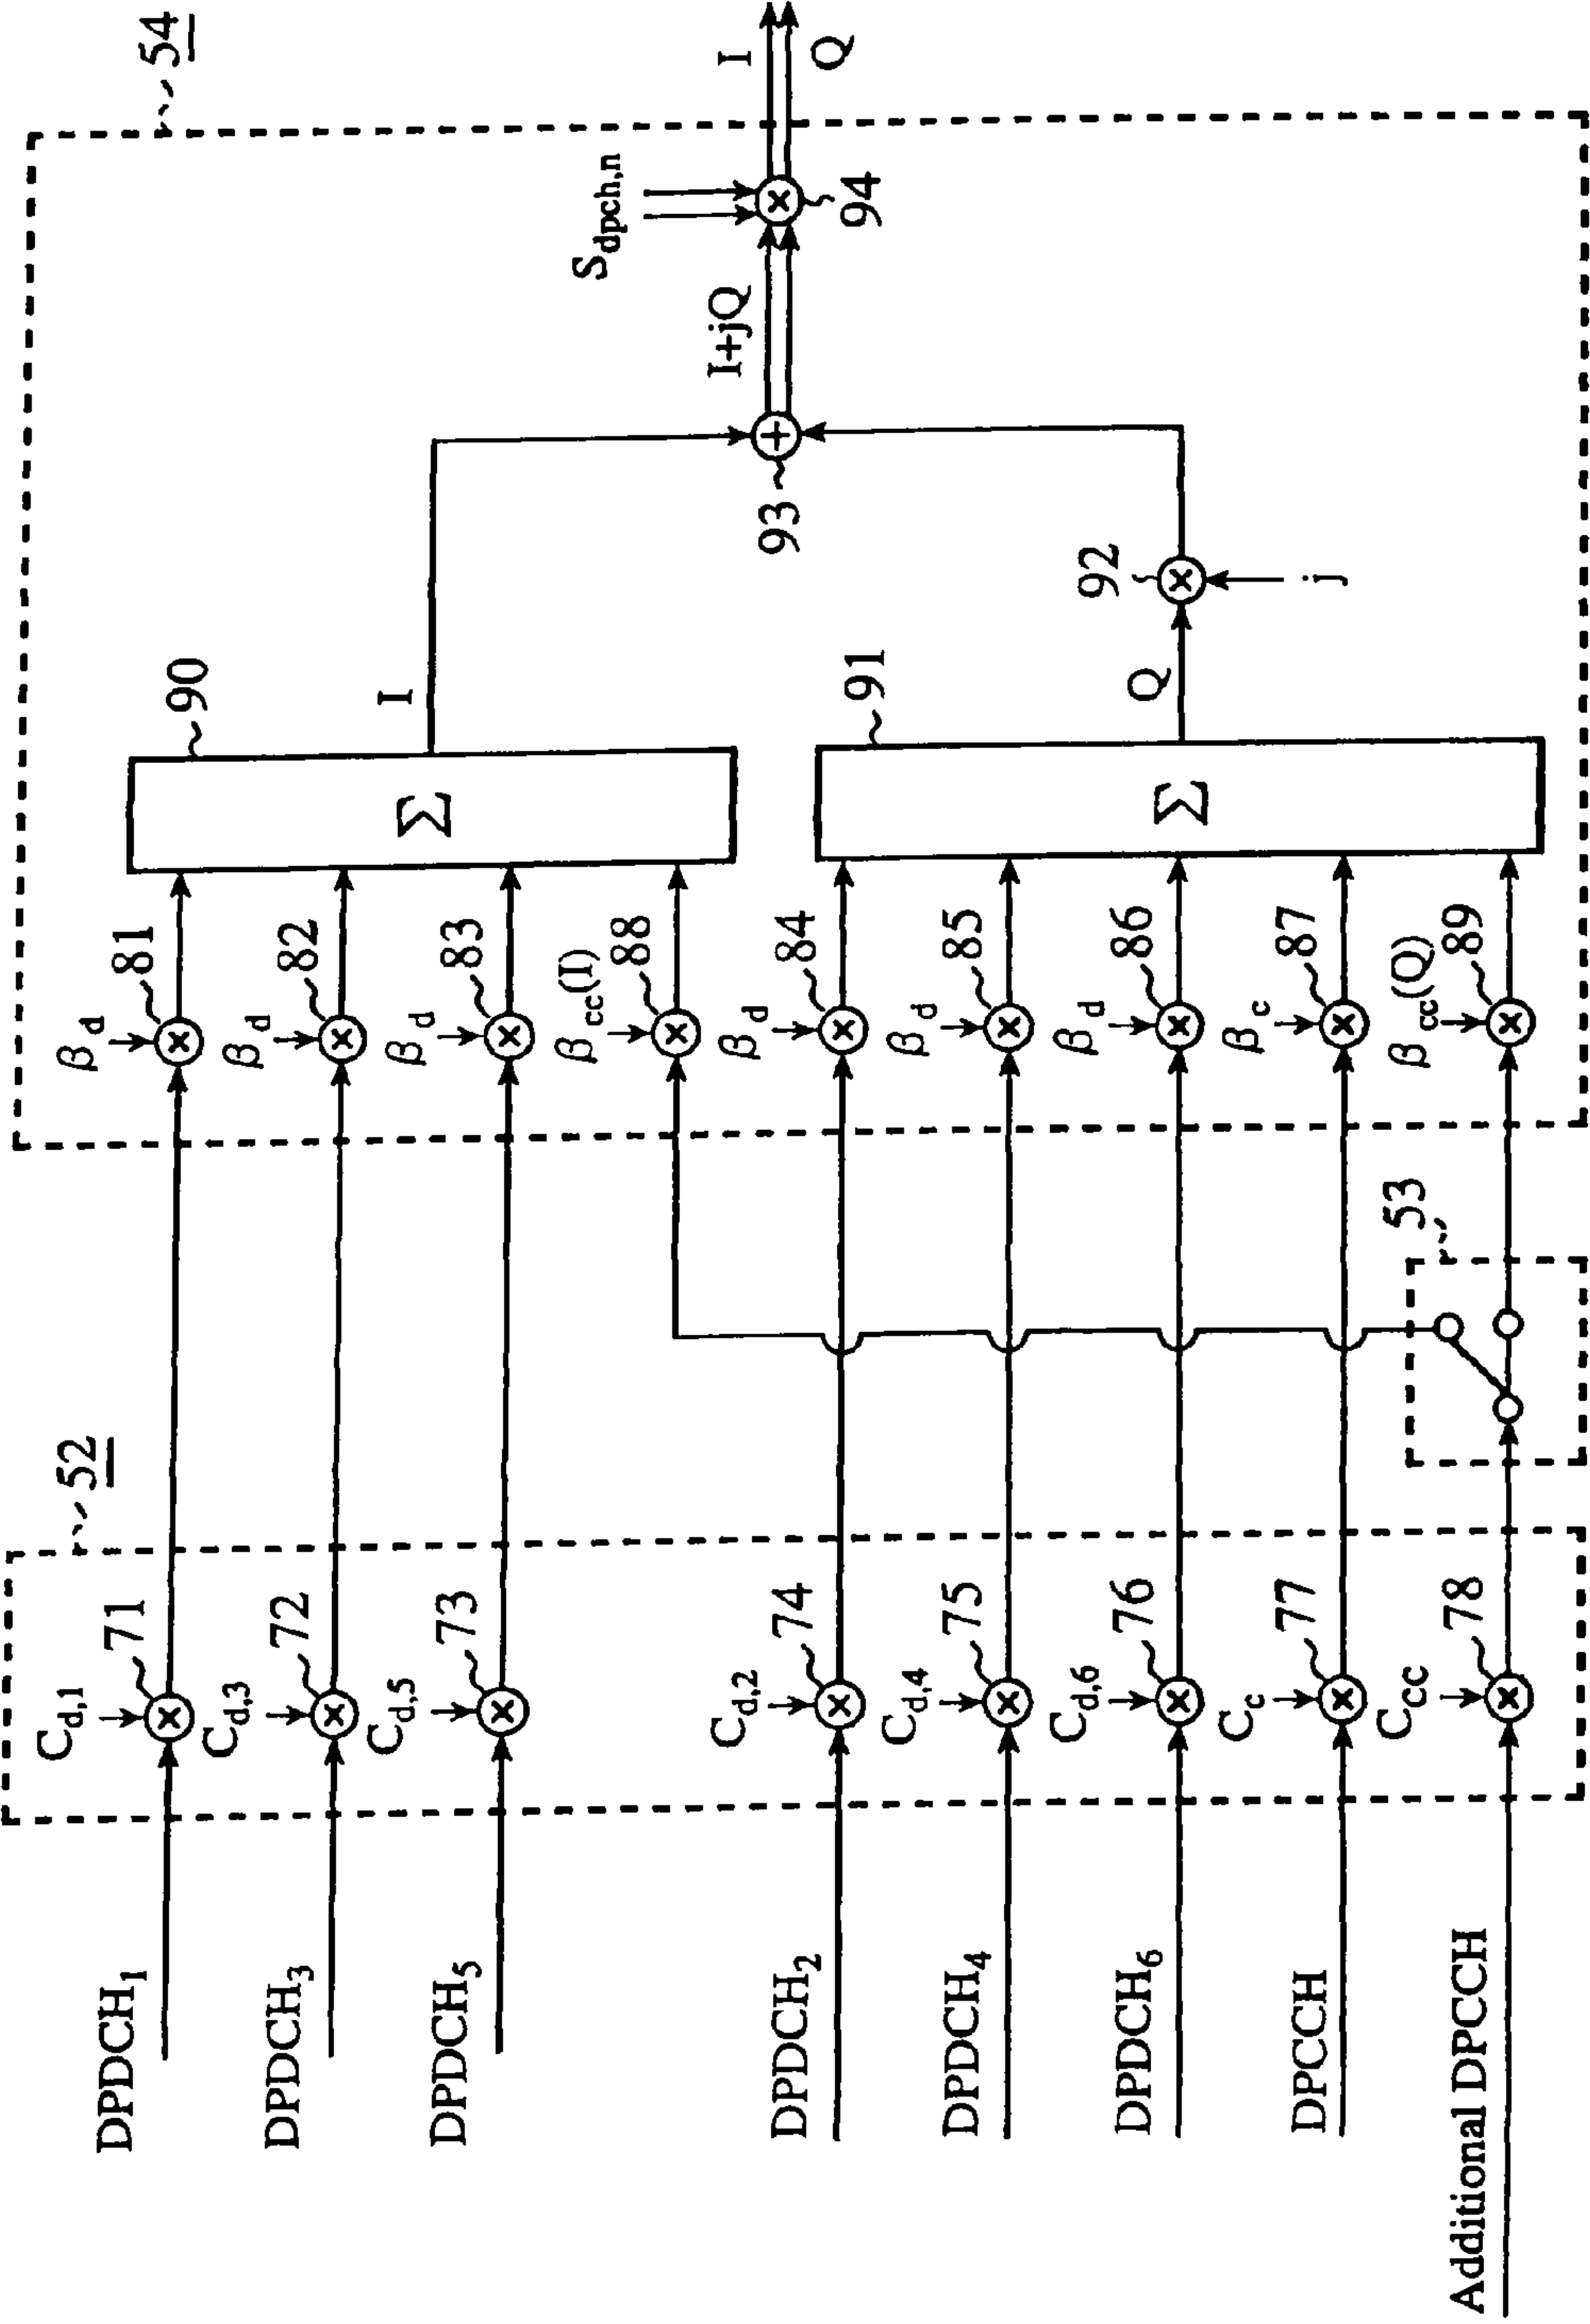 DPDCH1
DPDCH3
DPDCH5
DPDCH2
DPDCH4
DPDCH6
DPCCH
Additional DPCCH
52
Cd,1
71
Cd,3
72
Cd,5
73
Cd,2
74
Cd,4
75
Cd,6
76
Cc
77
CCC
78
53
54
βd
81
βd
82
βd
83
βcc(I)
88
βd
84
βd
85
βd
86
βc
87
βcc(Q)
89
Σ
90
Σ
91
I
Q
92
j
93
+
I+jQ
Sdpch,n
94
I
Q